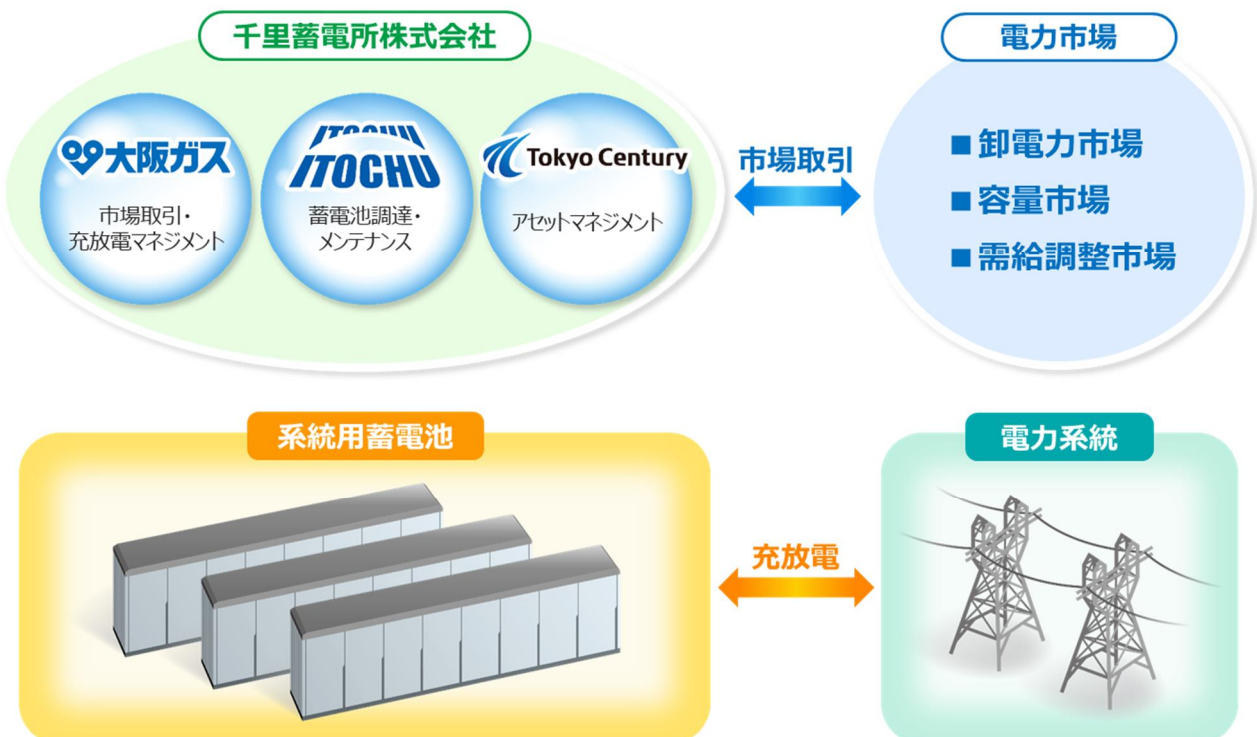 千里蓄電所株式会社
電力市場
大阪ガス
市場取引・
充放電マネジメント
ITOCHU
ITOCHU
蓄電池調達・
メンテナンス
Tokyo Century
アセットマネジメント
市場取引
■卸電力市場
■容量市場
■需給調整市場
系統用蓄電池
電力系統
充放電